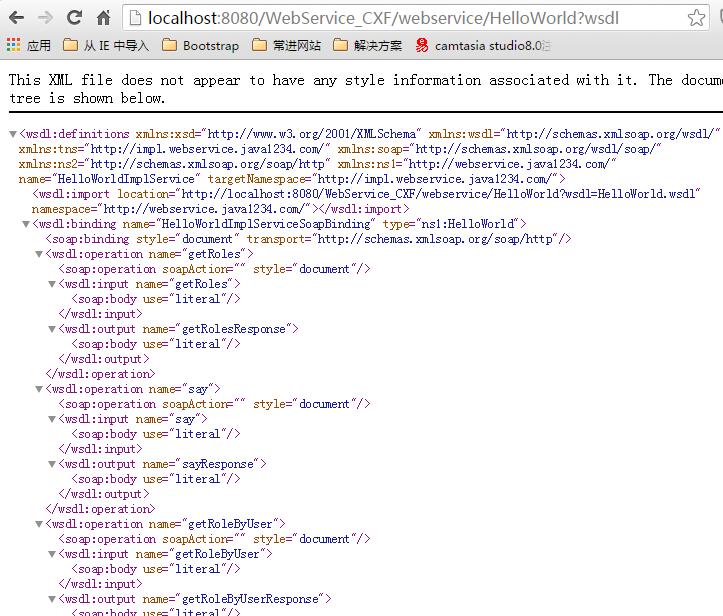 localhost:8080/WebService_CXF/webservice/HelloWorld?wsdl
应用 从 IE 中导入 Bootstrap 常进网站 解决方案 camtasia studio8.0
This XML file does not appear to have any style information associated with it. The docum
tree is shown below.
▼<wsdl:definitions xmlns:xsd="http://www.w3.org/2001/XMLSchema" xmlns:wsdl="http://schemas.xmlsoap.org/wsdl/"
xmlns:tns="http://impl.webservice.java1234.com/" xmlns:soap="http://schemas.xmlsoap.org/wsdl/soap/"
xmlns:ns2="http://schemas.xmlsoap.org/soap/http" xmlns:ns1="http://webservice.java1234.com/"
name="HelloWorldImplService" targetNamespace="http://impl.webservice.java1234.com/">
<wsdl:import location="http://localhost:8080/WebService_CXF/webservice/HelloWorld?wsdl=HelloWorld.wsdl"
namespace="http://webservice.java1234.com/"></wsdl:import>
▼<wsdl:binding name="HelloWorldImplServiceSoapBinding" type="ns1:HelloWorld">
<soap:binding style="document" transport="http://schemas.xmlsoap.org/soap/http"/>
▼<wsdl:operation name="getRoles">
<soap:operation soapAction="" style="document"/>
▼<wsdl:input name="getRoles">
<soap:body use="literal"/>
</wsdl:input>
▼<wsdl:output name="getRolesResponse">
<soap:body use="literal"/>
</wsdl:output>
</wsdl:operation>
▼<wsdl:operation name="say">
<soap:operation soapAction="" style="document"/>
▼<wsdl:input name="say">
<soap:body use="literal"/>
</wsdl:input>
▼<wsdl:output name="sayResponse">
<soap:body use="literal"/>
</wsdl:output>
</wsdl:operation>
▼<wsdl:operation name="getRoleByUser">
<soap:operation soapAction="" style="document"/>
▼<wsdl:input name="getRoleByUser">
<soap:body use="literal"/>
</wsdl:input>
▼<wsdl:output name="getRoleByUserResponse">
<soap:body use="literal"/>